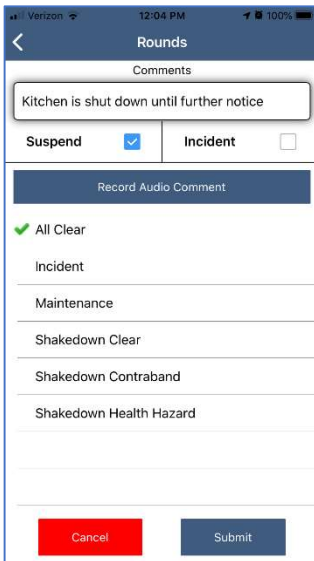 Verizon 12:04 PM 100%
Rounds
Comments
Kitchen is shut down until further notice
Suspend Incident
Record Audio Comment
All Clear
Incident
Maintenance
Shakedown Clear
Shakedown Contraband
Shakedown Health Hazard
Cancel Submit